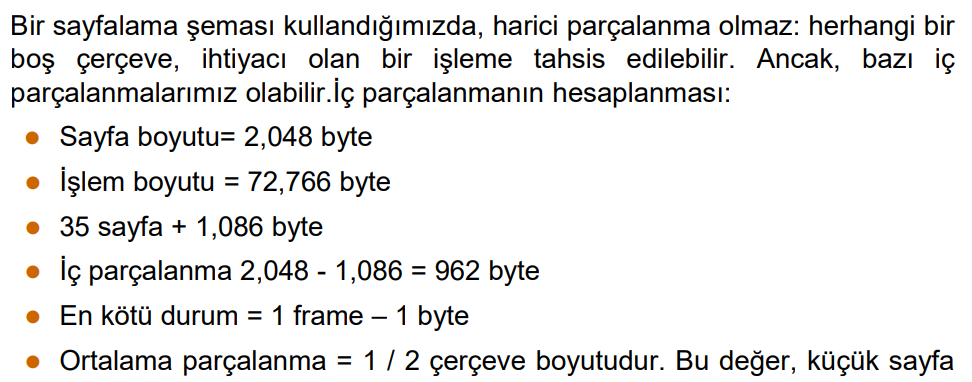 Bir sayfalama şeması kullandığımızda, harici parçalanma olmaz: herhangi bir
boş çerçeve, ihtiyacı olan bir işleme tahsis edilebilir. Ancak, bazı iç
parçalanmalarımız olabilir.İç parçalanmanın hesaplanması:
● Sayfa boyutu= 2,048 byte
● İşlem boyutu = 72,766 byte
● 35 sayfa + 1,086 byte
● İç parçalanma 2,048 - 1,086 = 962 byte
● En kötü durum = 1 frame – 1 byte
● Ortalama parçalanma = 1 / 2 çerçeve boyutudur. Bu değer, küçük sayfa